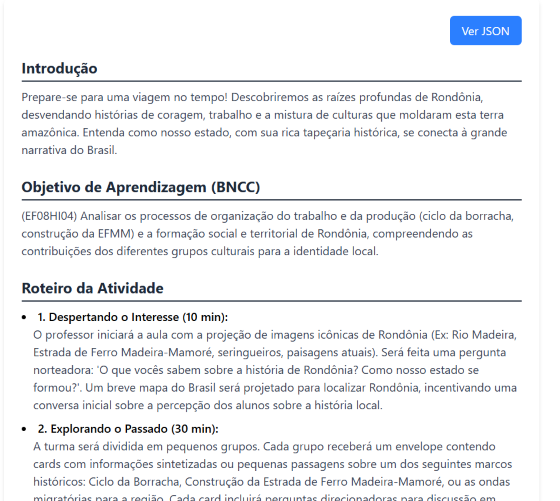 Ver JSON
Introdução
Prepare-se para uma viagem no tempo! Descobriremos as raízes profundas de Rondônia,
desvendando histórias de coragem, trabalho e a mistura de culturas que moldaram esta terra
amazônica. Entenda como nosso estado, com sua rica tapeçaria histórica, se conecta à grande
narrativa do Brasil.
Objetivo de Aprendizagem (BNCC)
(EF08HI04) Analisar os processos de organização do trabalho e da produção (ciclo da borracha,
construção da EFMM) e a formação social e territorial de Rondônia, compreendendo as
contribuições dos diferentes grupos culturais para a identidade local.
Roteiro da Atividade
• 1. Despertando o Interesse (10 min):
O professor iniciará a aula com a projeção de imagens icônicas de Rondônia (Ex: Rio Madeira,
Estrada de Ferro Madeira-Mamoré, seringueiros, paisagens atuais). Será feita uma pergunta
norteadora: 'O que vocês sabem sobre a história de Rondônia? Como nosso estado se
formou?'. Um breve mapa do Brasil será projetado para localizar Rondônia, incentivando uma
conversa inicial sobre a percepção dos alunos sobre a história local.
• 2. Explorando o Passado (30 min):
A turma será dividida em pequenos grupos. Cada grupo receberá um envelope contendo
cards com informações sintetizadas ou pequenas passagens sobre um dos seguintes marcos
históricos: Ciclo da Borracha, Construção da Estrada de Ferro Madeira-Mamoré, ou as ondas
migratórias para a região. Cada card incluirá perguntas direcionadoras para discussão em